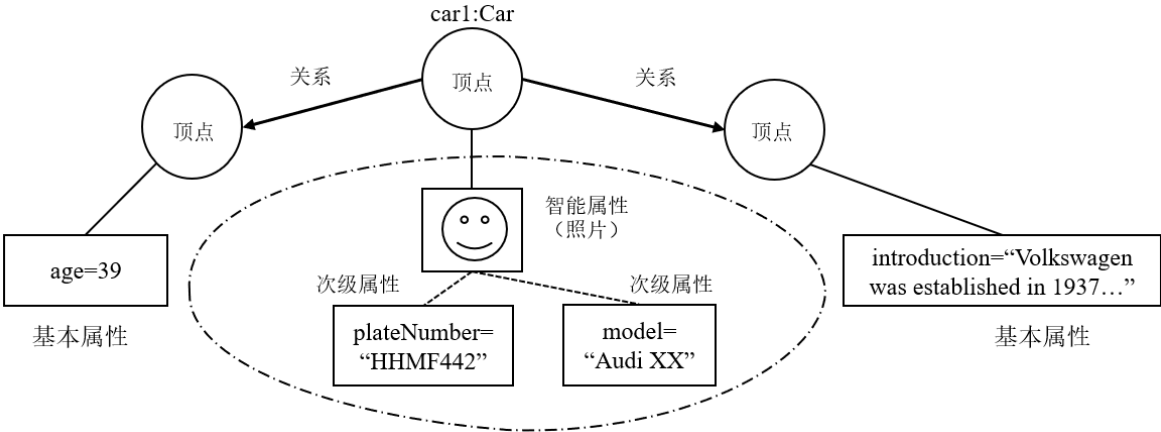 car1:Car
顶点
关系
关系
顶点
顶点
智能属性
（照片）
age=39
基本属性
次级属性
次级属性
plateNumber=
“HHMF442”
model=
“Audi XX”
introduction=“Volkswagen
was established in 1937…”
基本属性